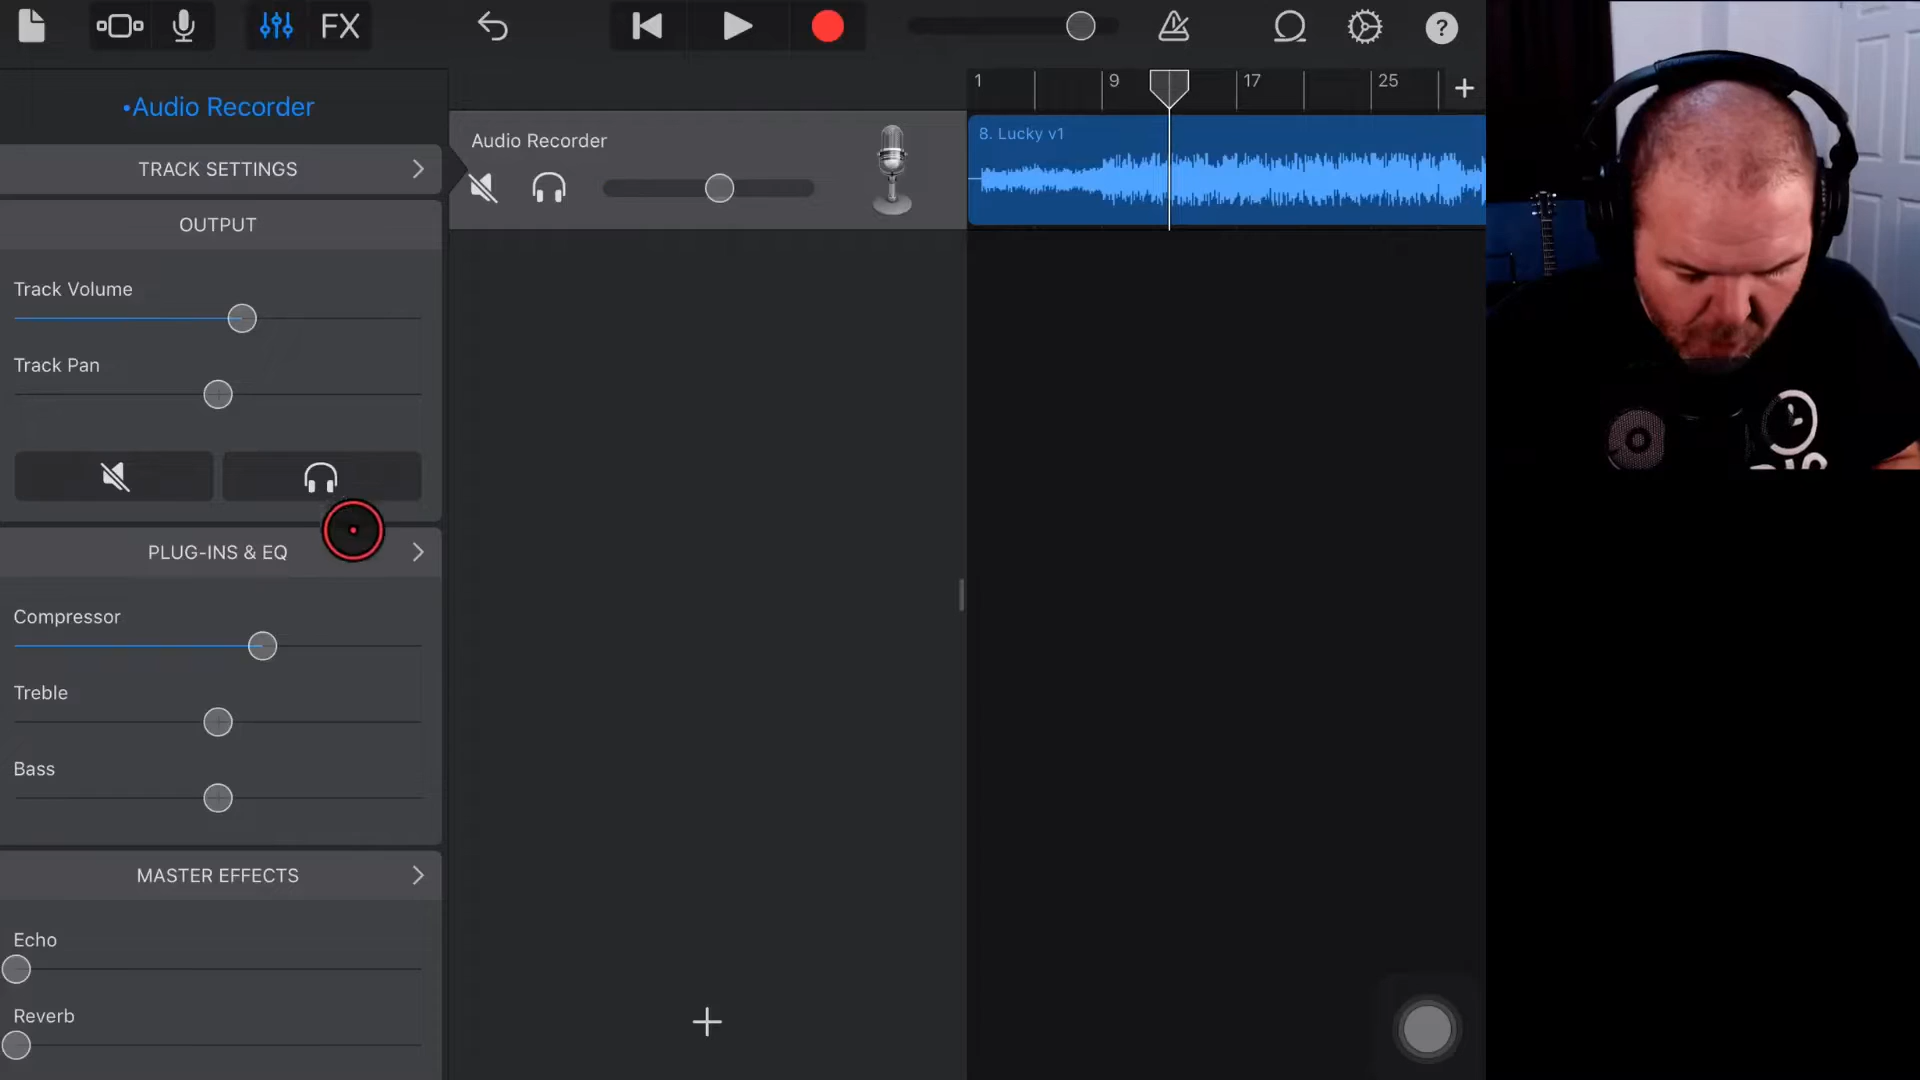 FX
?
•Audio Recorder
TRACK SETTINGS
OUTPUT
Track Volume
Track Pan
PLUG-INS & EQ
Compressor
Treble
Bass
MASTER EFFECTS
Echo
Reverb
Audio Recorder
1 9 17 25
8. Lucky v1